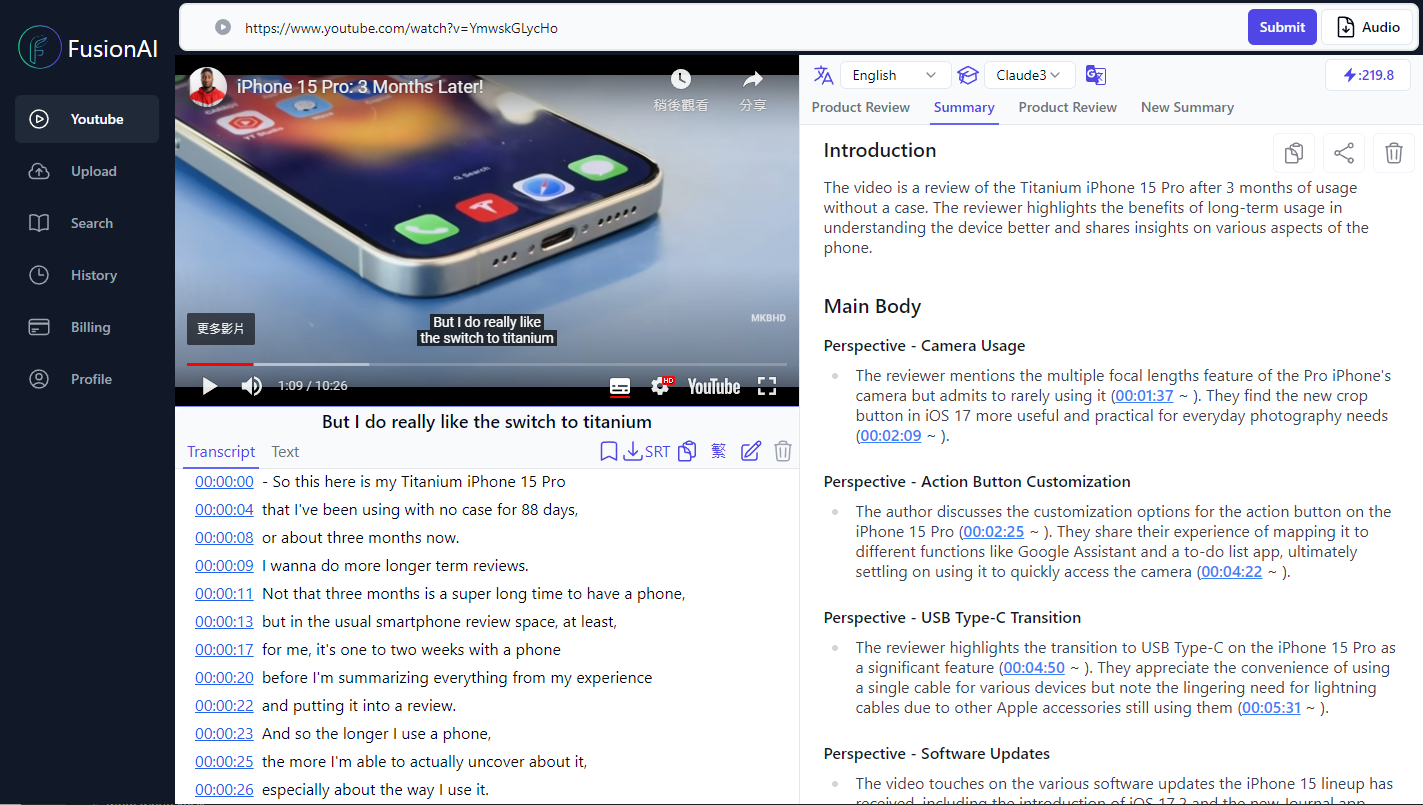 FusionAI
Youtube
Upload
Search
History
Billing
Profile
https://www.youtube.com/watch?v=YmwskGLycHo
Submit
Audio
iPhone 15 Pro: 3 Months Later!
稍後觀看
分享
Search
更多影片
But I do really like
the switch to titanium
MKBHD
1:09 / 10:26
HD
YouTube
But I do really like the switch to titanium
Transcript
Text
SRT
繁
00:00:00 - So this here is my Titanium iPhone 15 Pro
00:00:04 that I've been using with no case for 88 days,
00:00:08 or about three months now.
00:00:09 I wanna do more longer term reviews.
00:00:11 Not that three months is a super long time to have a phone,
00:00:13 but in the usual smartphone review space, at least,
00:00:17 for me, it's one to two weeks with a phone
00:00:20 before I'm summarizing everything from my experience
00:00:22 and putting it into a review.
00:00:23 And so the longer I use a phone,
00:00:25 the more I'm able to actually uncover about it,
00:00:26 especially about the way I use it.
English
Claude3
:219.8
Product Review
Summary
Product Review
New Summary
Introduction
The video is a review of the Titanium iPhone 15 Pro after 3 months of usage
without a case. The reviewer highlights the benefits of long-term usage in
understanding the device better and shares insights on various aspects of the
phone.
Main Body
Perspective - Camera Usage
The reviewer mentions the multiple focal lengths feature of the Pro iPhone's
camera but admits to rarely using it (00:01:37 ~ ). They find the new crop
button in iOS 17 more useful and practical for everyday photography needs
(00:02:09 ~ ).
Perspective - Action Button Customization
The author discusses the customization options for the action button on the
iPhone 15 Pro (00:02:25 ~ ). They share their experience of mapping it to
different functions like Google Assistant and a to-do list app, ultimately
settling on using it to quickly access the camera (00:04:22 ~ ).
Perspective - USB Type-C Transition
The reviewer highlights the transition to USB Type-C on the iPhone 15 Pro as
a significant feature (00:04:50 ~ ). They appreciate the convenience of using
a single cable for various devices but note the lingering need for lightning
cables due to other Apple accessories still using them (00:05:31 ~ ).
Perspective - Software Updates
The video touches on the various software updates the iPhone 15 lineup has
received, including the introduction of iOS 17.2 and the new Journal app